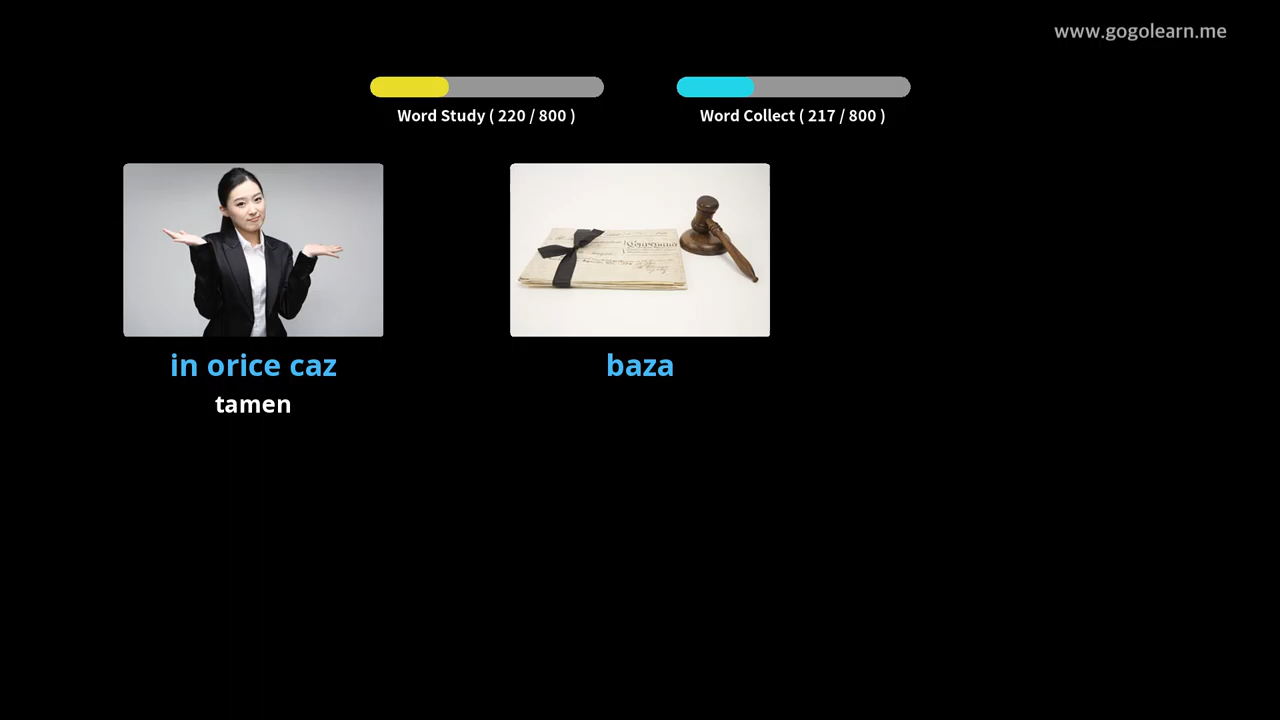 www.gogolearn.me
Word Study ( 220 / 800 )
Word Collect ( 217 / 800 )
in orice caz
tamen
baza